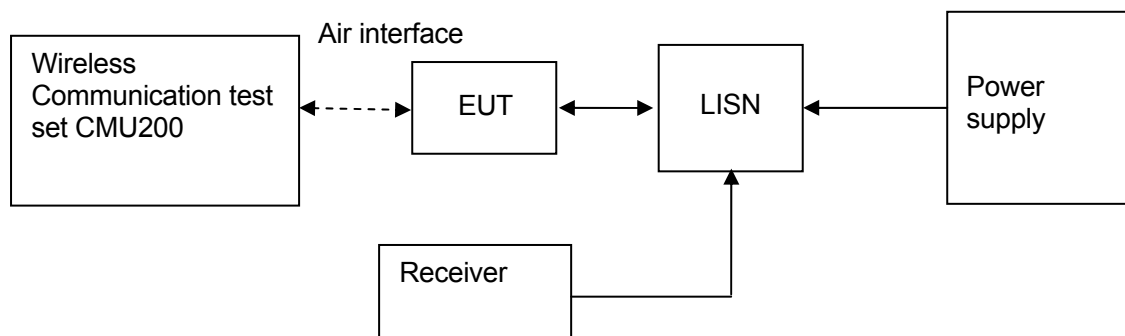 Air interface
Wireless
Communication test
set CMU200
EUT
LISN
Power
supply
Receiver